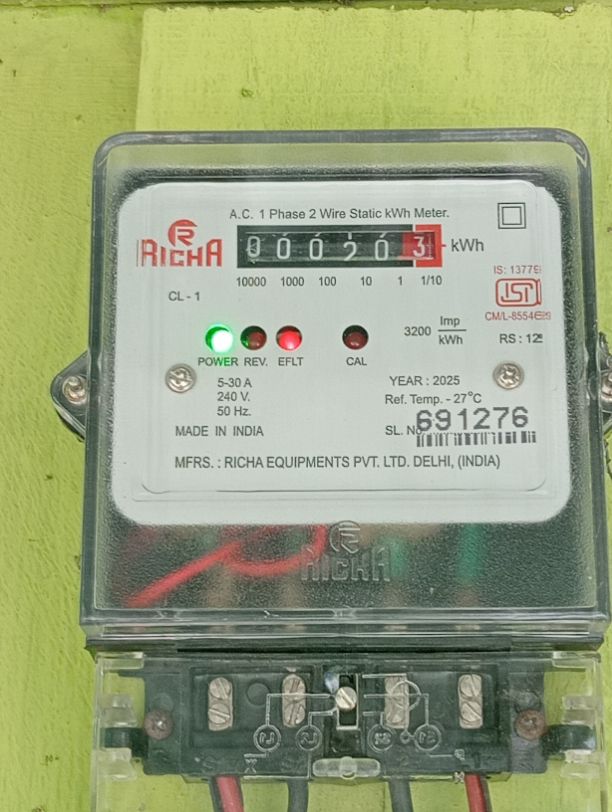 A.C. 1 Phase 2 Wire Static kWh Meter.
RICHA
000203 kWh
10000 1000 100 10 1 1/10
IS: 13779
ISI
CL - 1
3200 Imp/kWh
RS : 12
POWER REV. EFLT CAL
5-30 A
240 V.
50 Hz.
YEAR : 2025
Ref. Temp. - 27°C
MADE IN INDIA
SL. No 691276
MFRS. : RICHA EQUIPMENTS PVT. LTD. DELHI, (INDIA)
RICHA